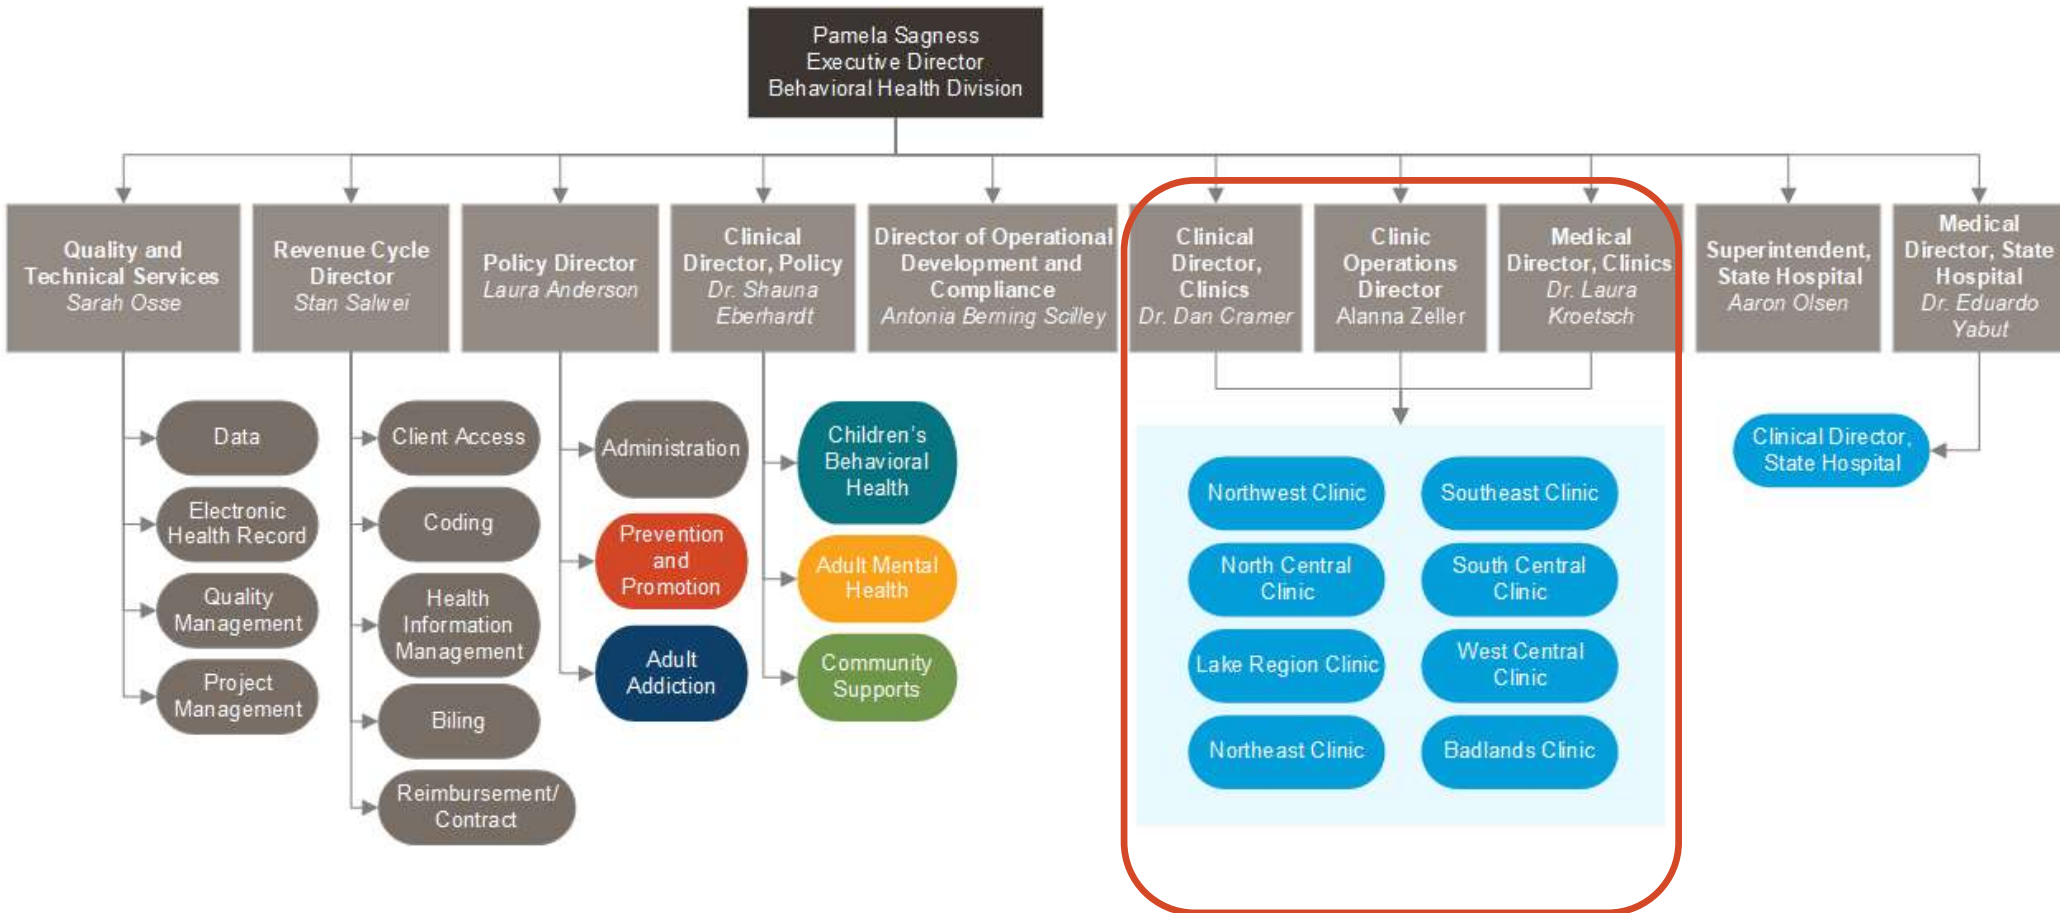 Pamela Sagness
Executive Director
Behavioral Health Division
Quality and
Technical Services
Sarah Osse
Revenue Cycle
Director
Stan Salwei
Policy Director
Laura Anderson
Clinical
Director, Policy
Dr. Shauna
Eberhardt
Director of Operational
Development and
Compliance
Antonia Berning Scilley
Clinical
Director,
Clinics
Dr. Dan Cramer
Clinic
Operations
Director
Alanna Zeller
Medical
Director, Clinics
Dr. Laura
Kroetsch
Superintendent,
State Hospital
Aaron Olsen
Medical
Director, State
Hospital
Dr. Eduardo
Yabut
Data
Electronic
Health Record
Quality
Management
Project
Management
Client Access
Coding
Health
Information
Management
Biling
Reimbursement/
Contract
Administration
Prevention
and
Promotion
Adult
Addiction
Children's
Behavioral
Health
Adult Mental
Health
Community
Supports
Northwest Clinic
North Central
Clinic
Lake Region Clinic
Northeast Clinic
Southeast Clinic
South Central
Clinic
West Central
Clinic
Badlands Clinic
Clinical Director,
State Hospital